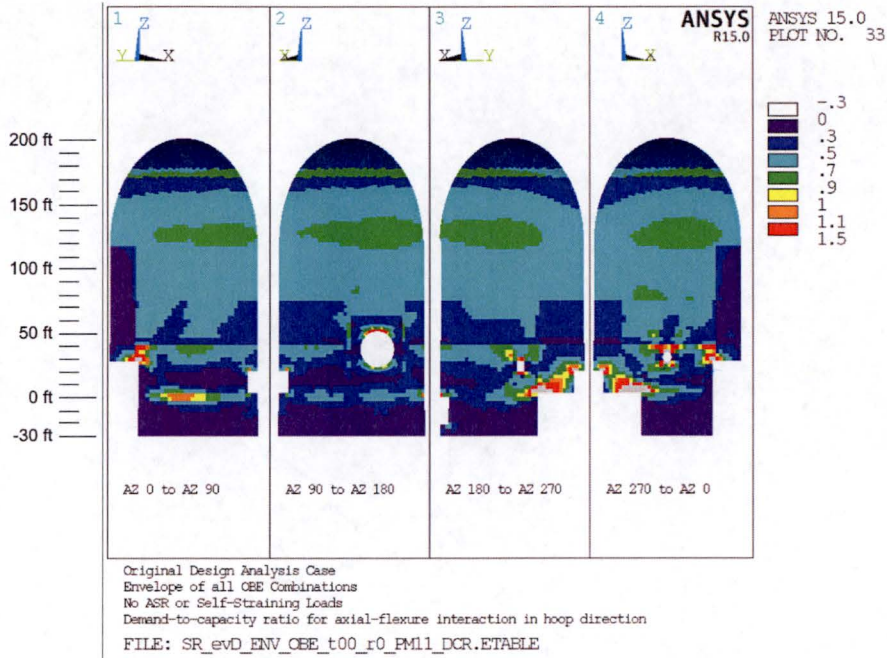 1 Z Y X
2 Z X
3 Z X Y
4 Z X
ANSYS
R15.0
ANSYS 15.0
PLOT NO. 33
-.3
0
.3
.5
.7
.9
1
1.1
1.5
200 ft
150 ft
100 ft
50 ft
0 ft
-30 ft
AZ 0 to AZ 90
AZ 90 to AZ 180
AZ 180 to AZ 270
AZ 270 to AZ 0
Original Design Analysis Case
Envelope of all OBE Combinations
No ASR or Self-Straining Loads
Demand-to-capacity ratio for axial-flexure interaction in hoop direction
FILE: SR_evD_ENV_OBE_t00_r0_PM11_DCR.ETABLE